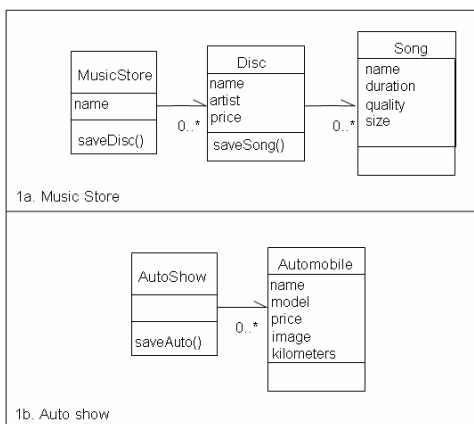 MusicStore
name
saveDisc()
0..*
Disc
name
artist
price
saveSong()
0..*
Song
name
duration
quality
size
1a. Music Store
AutoShow
saveAuto()
0..*
Automobile
name
model
price
image
kilometers
1b. Auto show